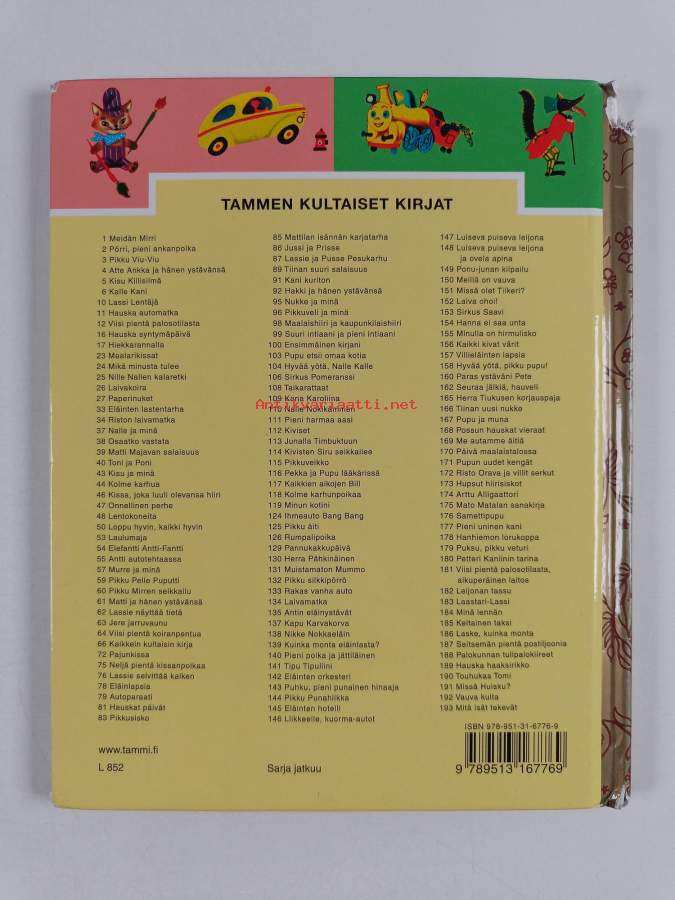 TAMMEN KULTAISET KIRJAT
1 Meidän Mirri
2 Pörri, pieni ankanpoika
3 Pikku Viu-Viu
4 Atte Ankka ja hänen ystävänsä
5 Kisu Killisilmä
6 Kalle Kani
10 Lassi Lentäjä
11 Hauska automatka
12 Viisi pientä palosotilasta
16 Hauska syntymäpäivä
17 Hiekkarannalla
23 Maalarikissat
24 Mikä minusta tulee
25 Nille Nallen kalaretki
26 Laivakoira
27 Paperinuket
33 Eläinten lastentarha
34 Riston laivamatka
37 Nalle ja minä
38 Osaatko vastata
39 Matti Majavan salaisuus
40 Toni ja Poni
43 Kisu ja minä
44 Kolme karhua
46 Kissa, joka luuli olevansa hiiri
47 Onnellinen perhe
48 Lentokoneita
50 Loppu hyvin, kaikki hyvin
53 Laulumaja
54 Elefantti Antti-Fantti
55 Antti autotehtaassa
57 Murre ja minä
59 Pikku Pelle Puputti
60 Pikku Mirren seikkailu
61 Matti ja hänen ystävänsä
62 Lassie näyttää tietä
63 Jere jarruvaunu
64 Viisi pientä koiranpentua
66 Kaikkein kultaisin kirja
72 Pajunkissa
75 Neljä pientä kissanpoikaa
76 Lassie selvittää kaiken
78 Eläinlapsia
79 Autoparaati
81 Hauskat päivät
83 Pikkusisko
85 Mattilan isännän karjatarha
86 Jussi ja Prisse
87 Lassie ja Pusse Pesukarhu
89 Tiinan suuri salaisuus
91 Kani kuriton
92 Hakki ja hänen ystävänsä
95 Nukke ja minä
96 Pikkuveli ja minä
98 Maalaishiiri ja kaupunkilaishiiri
99 Suuri intiaani ja pieni intiaani
100 Ensimmäinen kirjani
103 Pupu etsii omaa kotia
104 Hyvää yötä, Nalle Kalle
106 Sirkus Pomeranssi
108 Taikarattaat
109 Kana Karoliina
110 Nalle Nokikämmen
111 Pieni harmaa aasi
112 Kiviset
113 Junalla Timbuktuun
114 Kivisten Siru seikkailee
115 Pikkuveikko
116 Pekka ja Pupu lääkärissä
117 Kaikkien aikojen Bill
118 Kolme karhunpoikaa
119 Minun kotini
124 Ihmeauto Bang Bang
125 Pikku äiti
126 Rumpalipoika
129 Pannukakkupäivä
130 Herra Pähkinäinen
131 Muistamaton Mummo
132 Pikku silkkipörrö
133 Rakas vanha auto
134 Laivamatka
135 Antin eläinystävät
137 Kapu Karvakorva
138 Nikke Nokkaeläin
139 Kuinka monta eläinlasta?
140 Pieni poika ja jättiläinen
141 Tipu Tipuliini
142 Eläinten orkesteri
143 Puhku, pieni punainen hinaaja
144 Pikku Punahilkka
145 Eläinten hotelli
146 Liikkeelle, kuorma-autot
147 Luiseva puiseva leijona
148 Luiseva puiseva leijona
ja ovela apina
149 Ponu-junan kilpailu
150 Meillä on vauva
151 Missä olet Tiikeri?
152 Laiva ohoi!
153 Sirkus Saavi
154 Hanna ei saa unta
155 Minulla on hirmulisko
156 Kaikki kivat värit
157 Villieläinten lapsia
158 Hyvää yötä, pikku pupu!
160 Paras ystäväni Pete
162 Seuraa jälkiä, hauveli
165 Herra Tiukusen korjauspaja
166 Tiinan uusi nukke
167 Pupu ja muna
168 Possun hauskat vieraat
169 Me autamme äitiä
170 Päivä maalaistalossa
171 Pupun uudet kengät
172 Risto Orava ja villit serkut
173 Hupsut hiirisiskot
174 Arttu Alligaattori
175 Mato Matalan sanakirja
176 Samettipupu
177 Pieni uninen kani
178 Hanhiemon lorukoppa
179 Puksu, pikku veturi
180 Petteri Kaniinin tarina
181 Viisi pientä palosotilasta,
alkuperäinen laitos
182 Leijonan tassu
183 Laastari-Lassi
184 Minä lennän
185 Keltainen taksi
186 Laske, kuinka monta
187 Seitsemän pientä postiljoonia
188 Palokunnan tulipalokiireet
189 Hauska haaksirikko
190 Touhukas Tomi
191 Missä Huisku?
192 Vauva kulta
193 Mitä isät tekevät
ISBN 978-951-31-6776-9
9 789513 167769
www.tammi.fi
L 852
Sarja jatkuu
Antikvariaatti.net